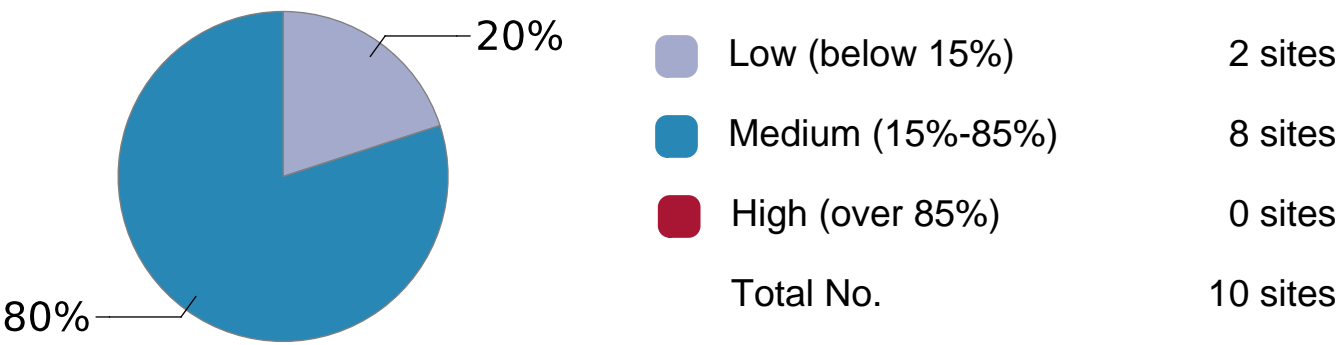 20%
80%
Low (below 15%) 2 sites
Medium (15%-85%) 8 sites
High (over 85%) 0 sites
Total No. 10 sites